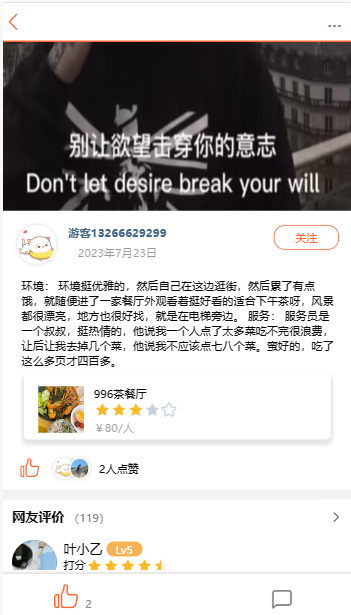 别让欲望击穿你的意志
Don't let desire break your will
游客13266629299
关注
2023年7月23日
环境： 环境挺优雅的，然后自己在这边逛街，然后累了有点
饿，就随便进了一家餐厅外观看着挺好看的适合下午茶呀，风景
都很漂亮，地方也很好找，就是在电梯旁边。 服务： 服务员是
一个叔叔，挺热情的，他说我一个人点了太多菜吃不完很浪费，
让后让我去掉几个菜，他说我不应该点七八个菜。蛮好的，吃了
这么多页才四百多。
996茶餐厅
￥80/人
2人点赞
网友评价 (119)
叶小乙 Lv5
打分
2